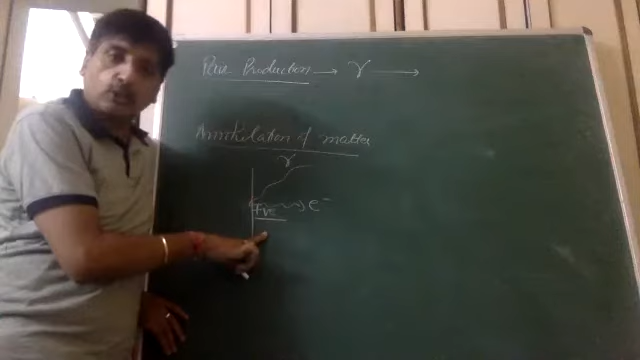 Pair Production → γ →
Annihilation of matter
γ
+ve e⁻